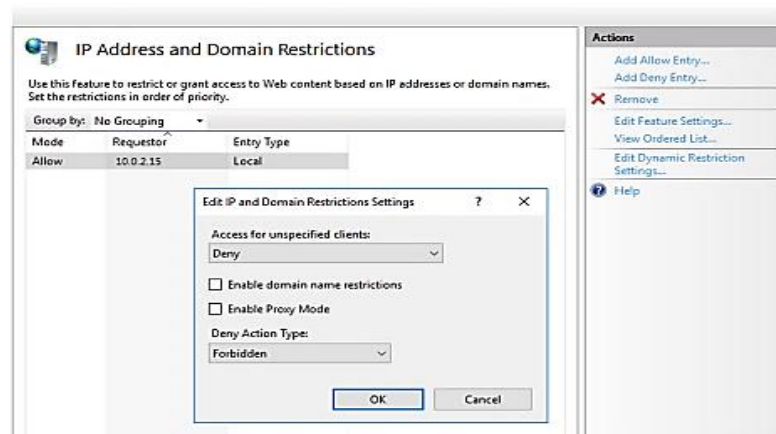 IP Address and Domain Restrictions
Use this feature to restrict or grant access to Web content based on IP addresses or domain names.
Set the restrictions in order of priority.
Group by: No Grouping
Mode Requestor Entry Type
Allow 10.0.2.15 Local
Edit IP and Domain Restrictions Settings ? ×
Access for unspecified clients:
Deny
Enable domain name restrictions
Enable Proxy Mode
Deny Action Type:
Forbidden
OK Cancel
Actions
Add Allow Entry...
Add Deny Entry...
Remove
Edit Feature Settings...
View Ordered List...
Edit Dynamic Restriction
Settings...
Help